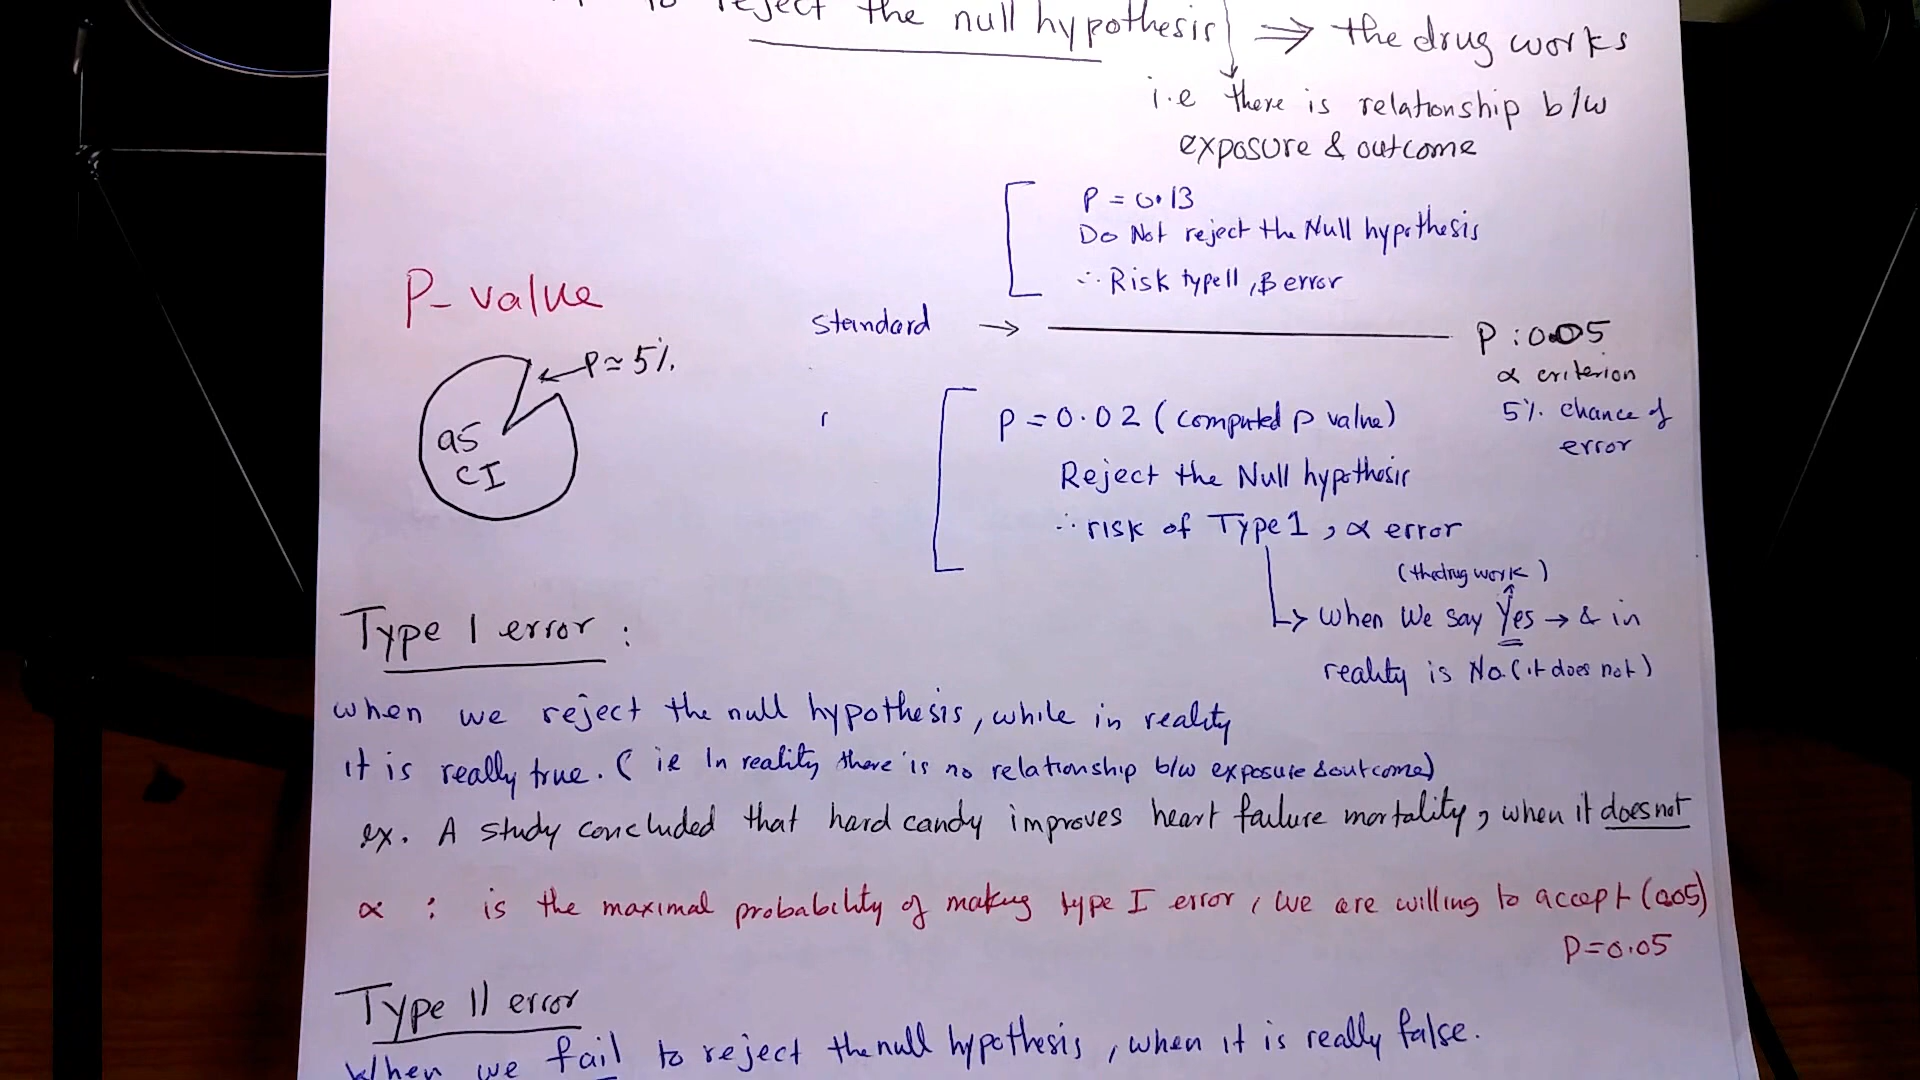 to reject the null hypothesis ⇒ the drug works
i.e there is relationship b/w
exposure & outcome
P = 0.13
Do Not reject the Null hypothesis
∴ Risk type II, β error
P-value
Standard → P : 0.05
P ≈ 5%.
α criterion
95
CI
P = 0.02 (computed p value)
5%. chance of
error
Reject the Null hypothesis
∴ risk of Type 1, α error
(the drug work)
↳ when We say Yes → & in
reality is No. (it does not)
Type I error :
when we reject the null hypothesis, while in reality
it is really true. ( ie In reality there is no relationship b/w exposure & outcome)
ex. A study concluded that hard candy improves heart failure mortality, when it does not
α : is the maximal probability of making type I error, we are willing to accept (0.05)
P=0.05
Type II error
When we fail to reject the null hypothesis, when it is really false.